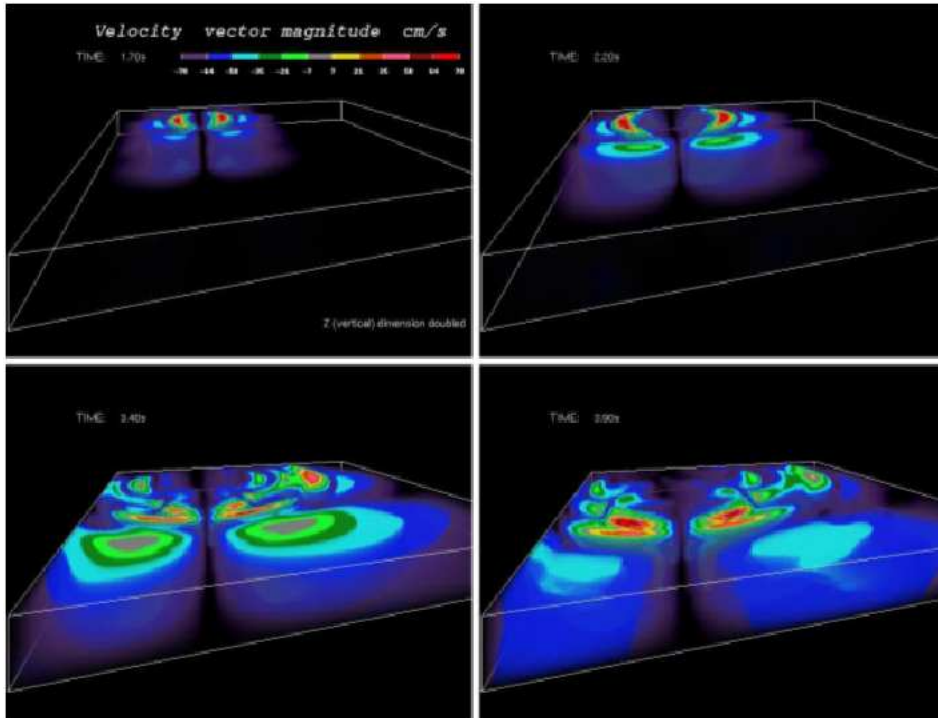 Velocity vector magnitude cm/s
TIME: 1.70s
TIME: 2.20s
Z (vertical) dimension doubled
TIME: 3.40s
TIME: 3.90s